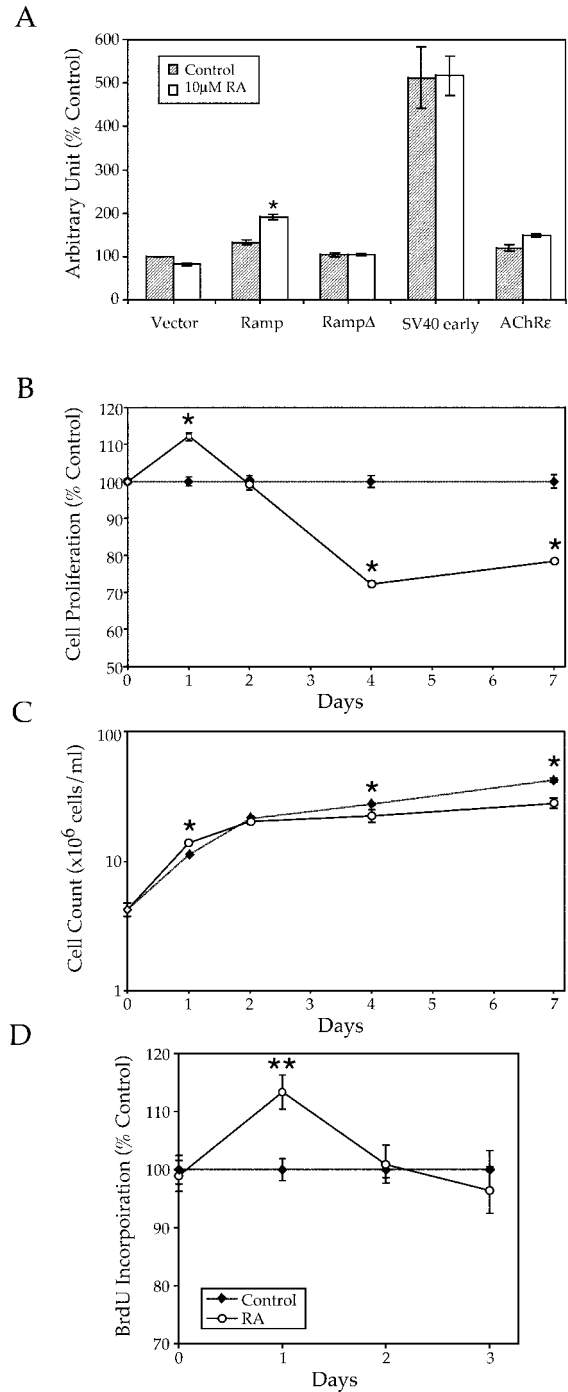 A
Arbitrary Unit (% Control)
600
500
400
300
200
100
0
Control
10µM RA
*
Vector Ramp RampΔ SV40 early AChRε
B
Cell Proliferation (% Control)
120
110
100
90
80
70
60
50
* * *
0 1 2 3 4 5 6 7
Days
C
Cell Count (x10⁶ cells/ml)
100
10
1
* * *
0 1 2 3 4 5 6 7
Days
D
BrdU Incorpoiration (% Control)
120
110
100
90
80
70
**
Control
RA
0 1 2 3
Days